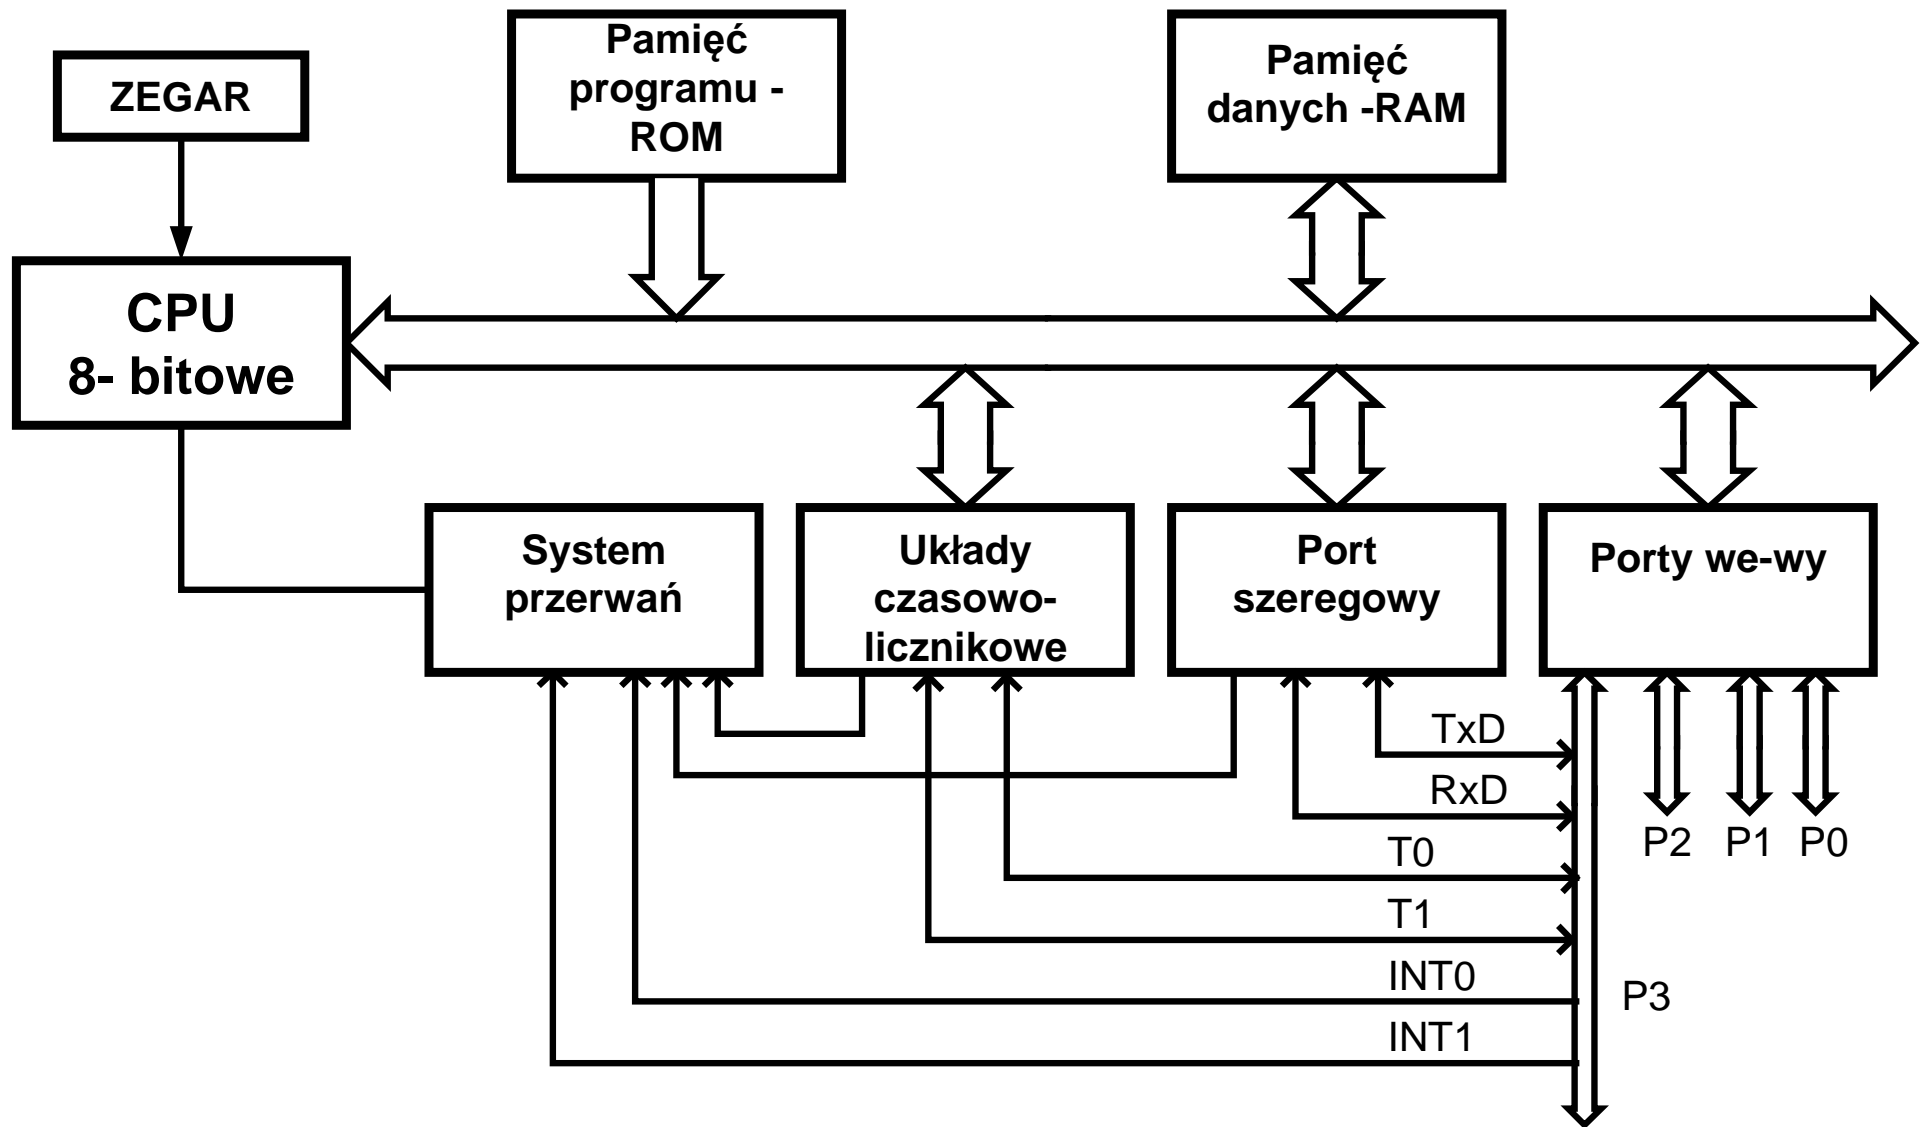 ZEGAR
Pamięć
programu -
ROM
Pamięć
danych -RAM
CPU
8- bitowe
System
przerwań
Układy
czasowo-
licznikowe
Port
szeregowy
Porty we-wy
TxD
RxD
T0
T1
INT0
INT1
P2
P1
P0
P3